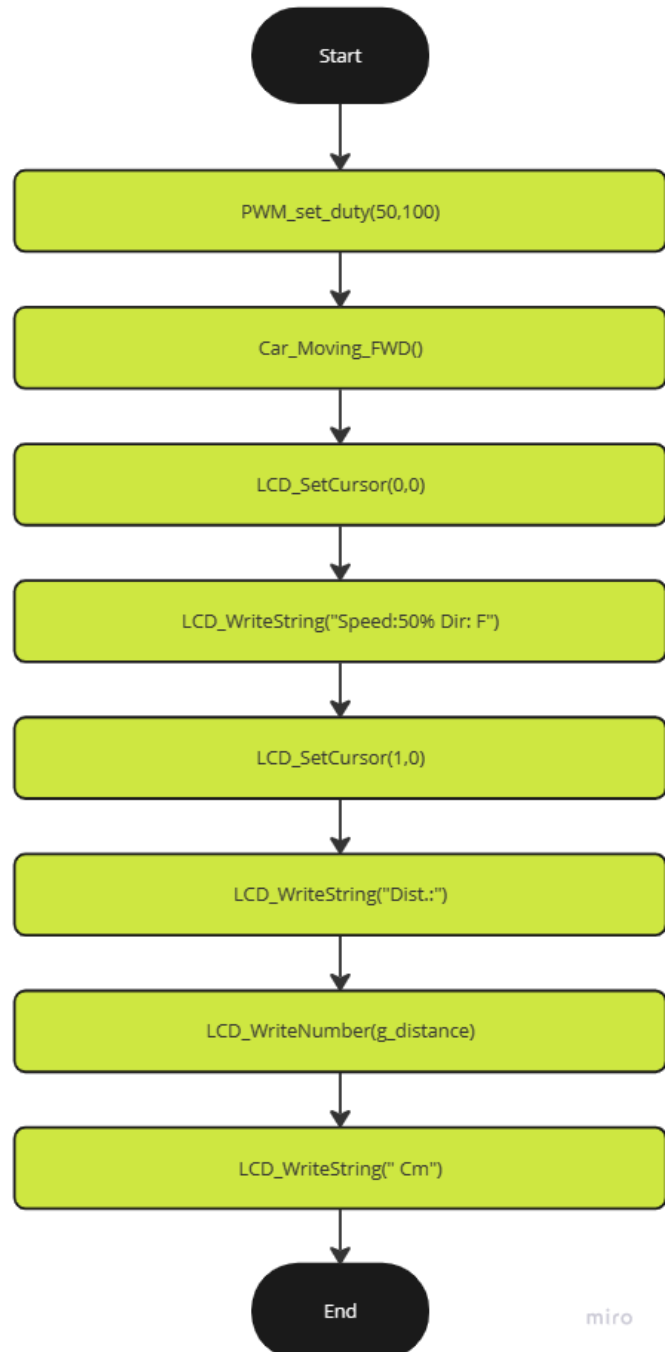 Start
PWM_set_duty(50,100)
Car_Moving_FWD()
LCD_SetCursor(0,0)
LCD_WriteString("Speed:50% Dir: F")
LCD_SetCursor(1,0)
LCD_WriteString("Dist.:")
LCD_WriteNumber(g_distance)
LCD_WriteString(" Cm")
End
miro